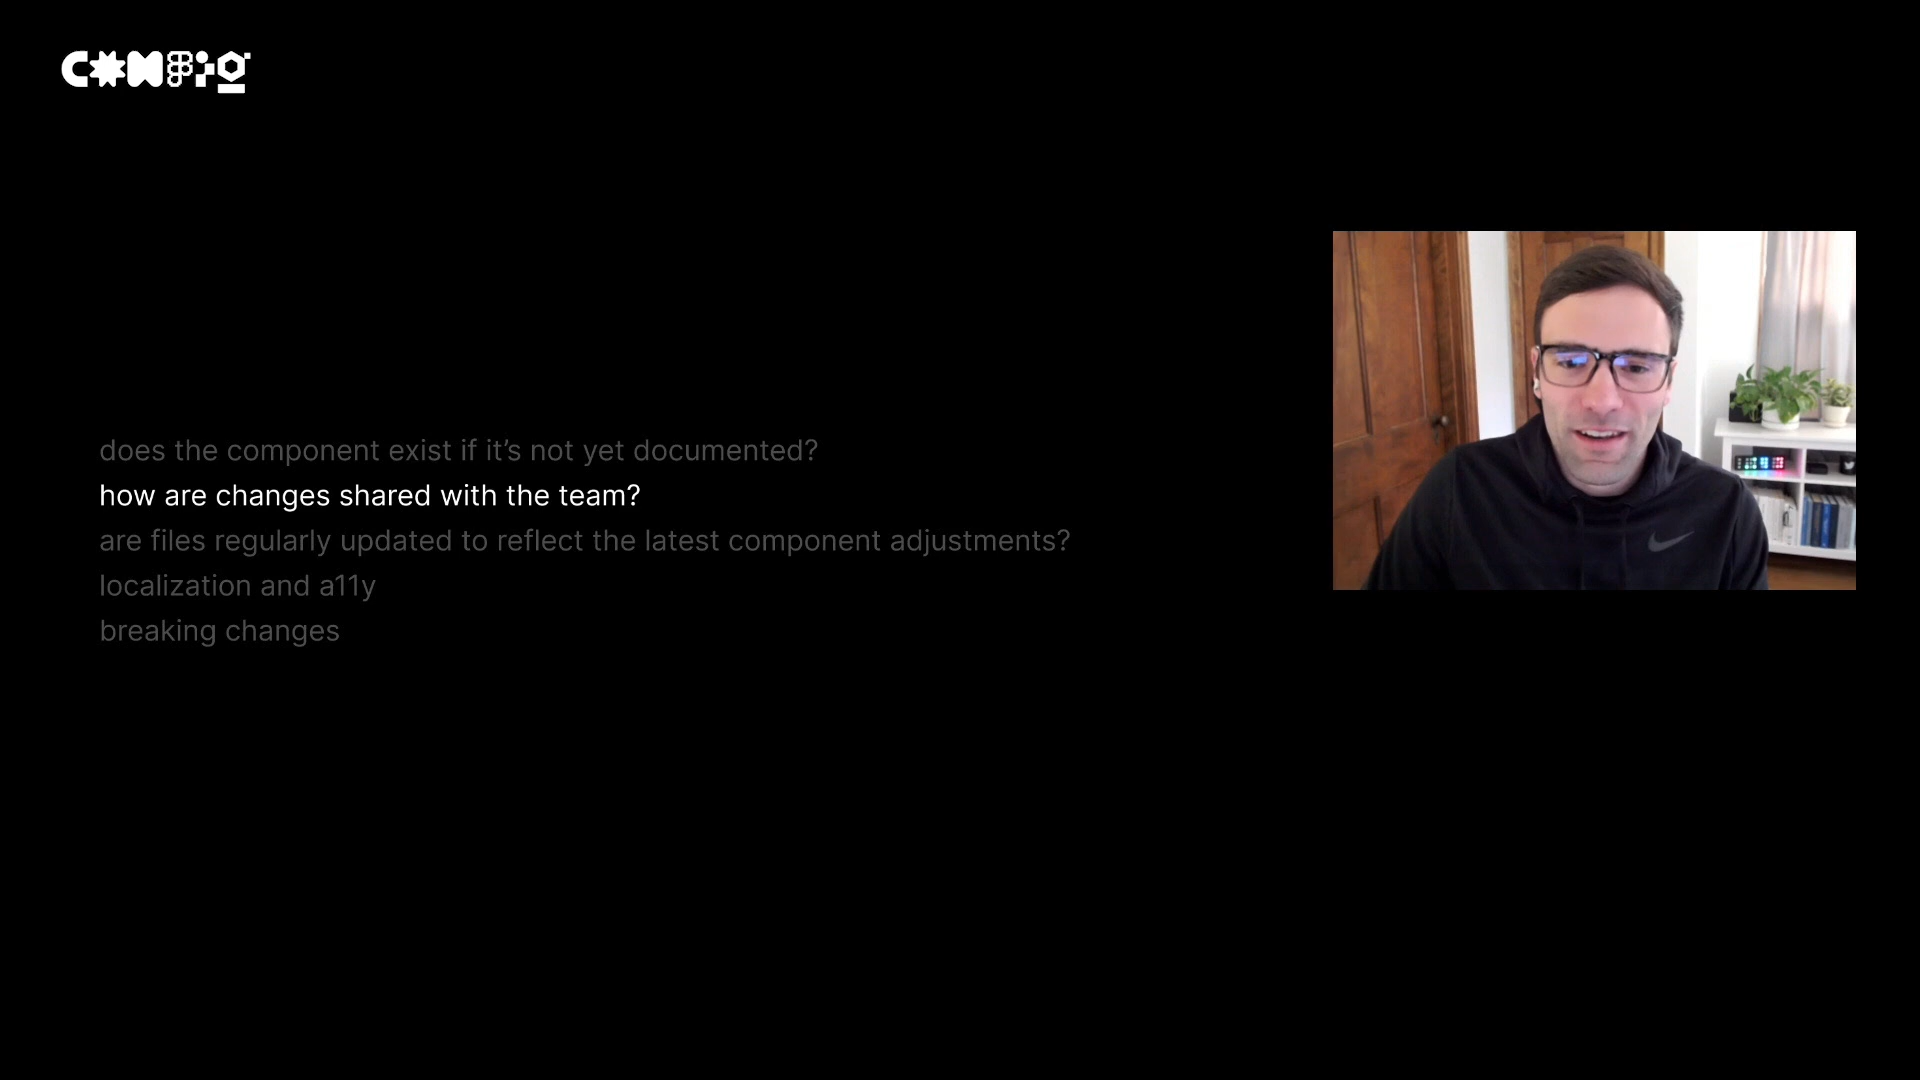 CONFIG
does the component exist if it’s not yet documented?
how are changes shared with the team?
are files regularly updated to reflect the latest component adjustments?
localization and a11y
breaking changes